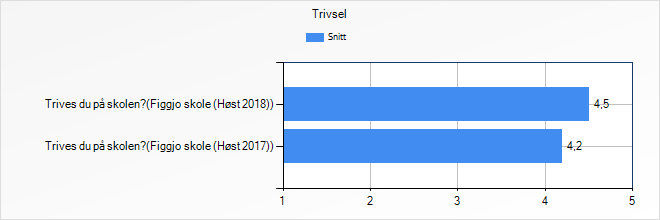 Trivsel
Snitt
Trives du på skolen?(Figgjo skole (Høst 2018))
4,5
Trives du på skolen?(Figgjo skole (Høst 2017))
4,2
1 2 3 4 5